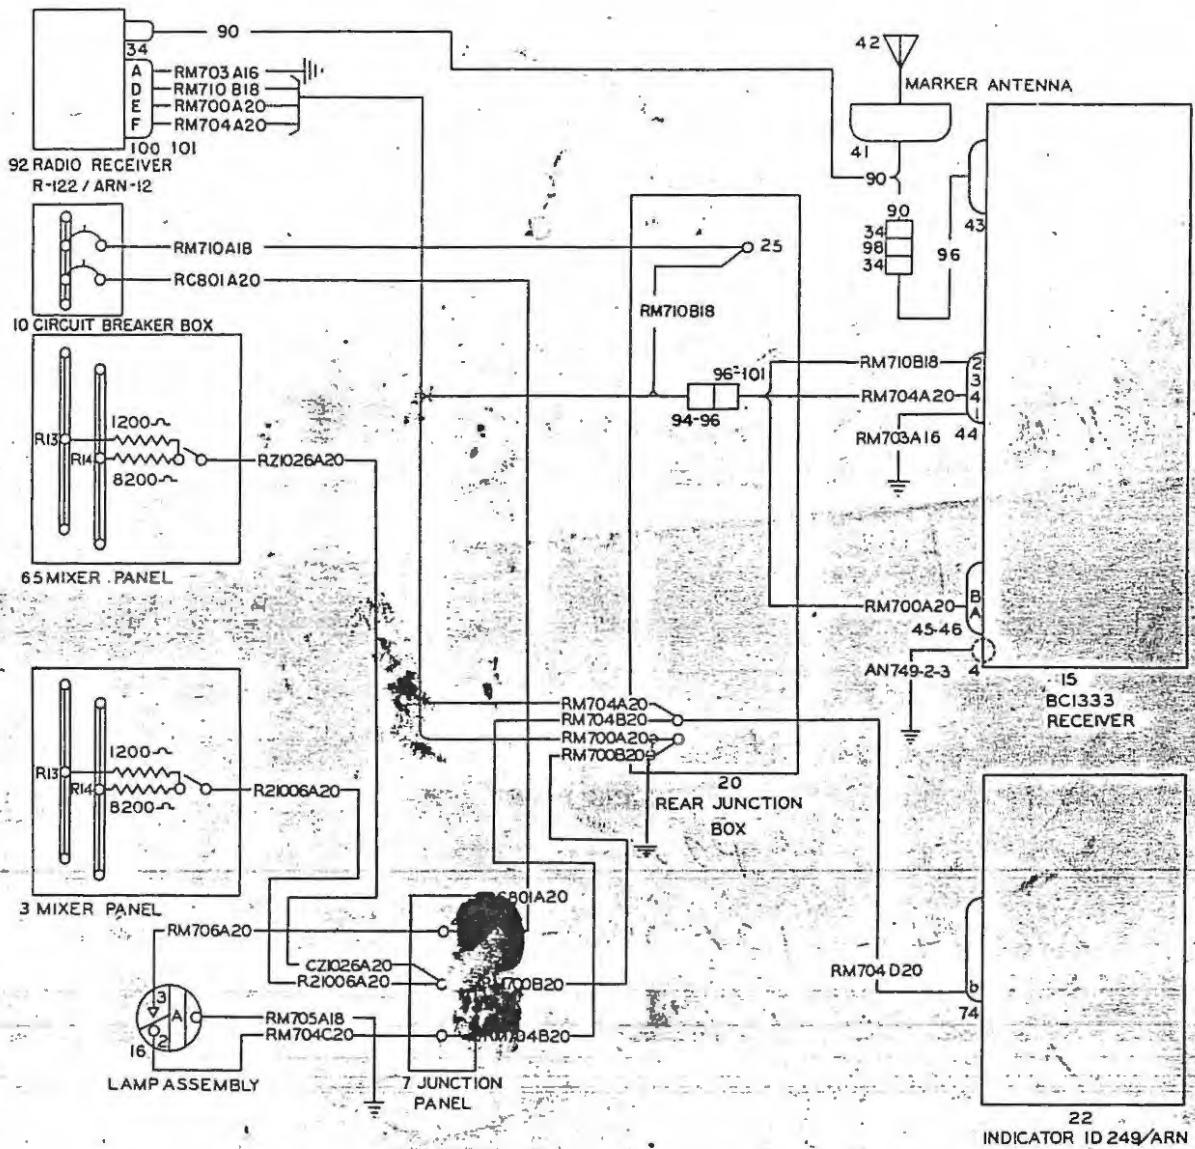 90
34
A RM703A16
D RM710B18
E RM700A20
F RM704A20
100 101
92 RADIO RECEIVER
R-122 / ARN-12
42
MARKER ANTENNA
41
90
90
34
98
34
96
43
RM710A18
25
RC801A20
10 CIRCUIT BREAKER BOX
RM710B18
96-101
94-96
RM710B18 2
3
RM704A20 4
1
RM703A16
44
1200
R13
R14
8200
RZ1026A20
65 MIXER PANEL
RM700A20 B
A
45-46
AN749-2-3
4
15
BC1333
RECEIVER
1200
R13
R14
8200
R21006A20
3 MIXER PANEL
RM704A20
RM704B20
RM700A20
RM700B20
20
REAR JUNCTION
BOX
801A20
RM706A20
CZ1026A20
R21006A20
700B20
RM705A18
RM704C20
RM704B20
3
A
2
16
LAMP ASSEMBLY
7 JUNCTION
PANEL
RM704D20
b
74
22
INDICATOR ID 249/ARN